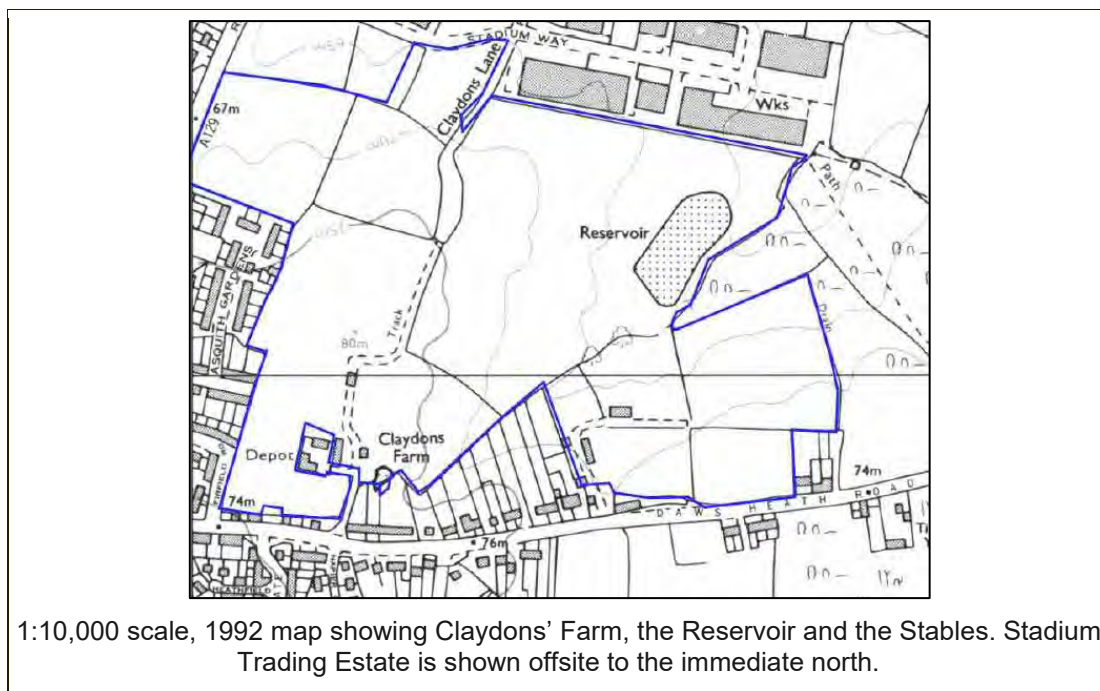 STADIUM WAY
Claydons Lane
Wks
67m
A129
Path
Reservoir
ASQUITH GARDENS
Track
80m
Drain
Claydons
Farm
Depot
74m
74m
DAWS HEATH ROAD
76m
1:10,000 scale, 1992 map showing Claydons’ Farm, the Reservoir and the Stables. Stadium
Trading Estate is shown offsite to the immediate north.